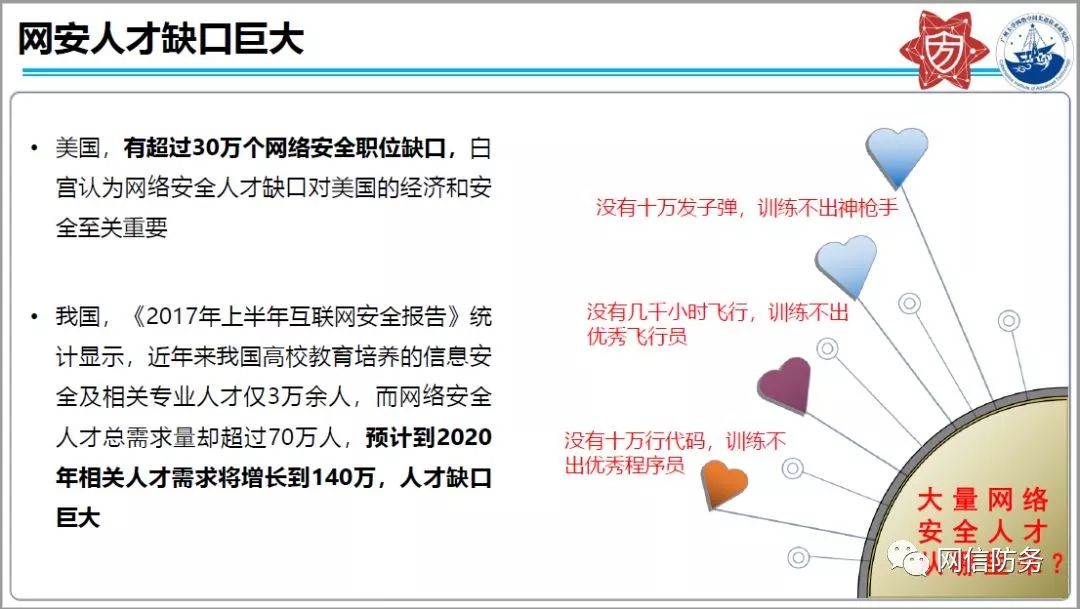 网安人才缺口巨大
• 美国，有超过30万个网络安全职位缺口，白
宫认为网络安全人才缺口对美国的经济和安
全至关重要
• 我国，《2017年上半年互联网安全报告》统
计显示，近年来我国高校教育培养的信息安
全及相关专业人才仅3万余人，而网络安全
人才总需求量却超过70万人，预计到2020
年相关人才需求将增长到140万，人才缺口
巨大
没有十万发子弹，训练不出神枪手
没有几千小时飞行，训练不出
优秀飞行员
没有十万行代码，训练不
出优秀程序员
大量网络
安全人才
？
网信防务